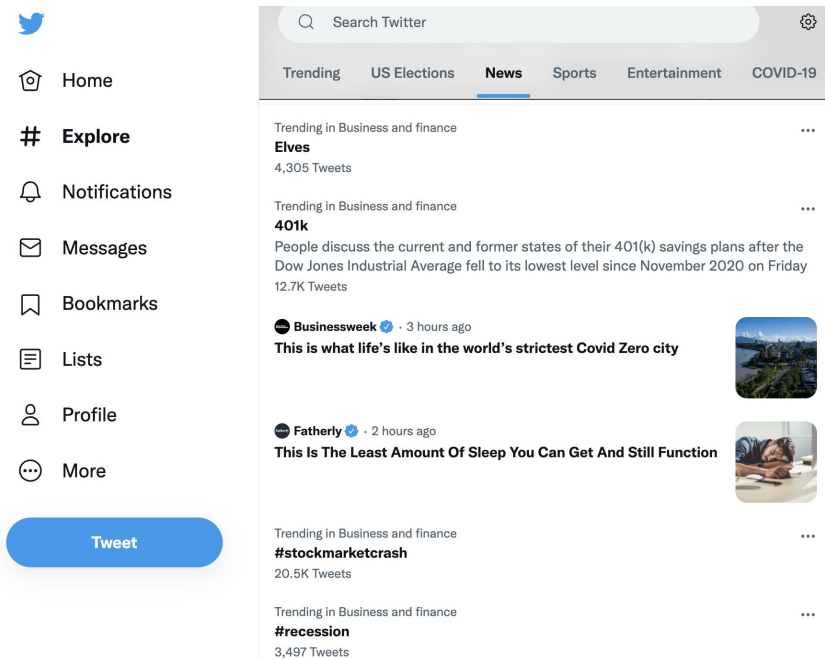 Search Twitter
Trending US Elections News Sports Entertainment COVID-19
Home
Explore
Notifications
Messages
Bookmarks
Lists
Profile
More
Tweet
Trending in Business and finance
Elves
4,305 Tweets
Trending in Business and finance
401k
People discuss the current and former states of their 401(k) savings plans after the
Dow Jones Industrial Average fell to its lowest level since November 2020 on Friday
12.7K Tweets
Businessweek · 3 hours ago
This is what life's like in the world's strictest Covid Zero city
Fatherly · 2 hours ago
This Is The Least Amount Of Sleep You Can Get And Still Function
Trending in Business and finance
#stockmarketcrash
20.5K Tweets
Trending in Business and finance
#recession
3,497 Tweets